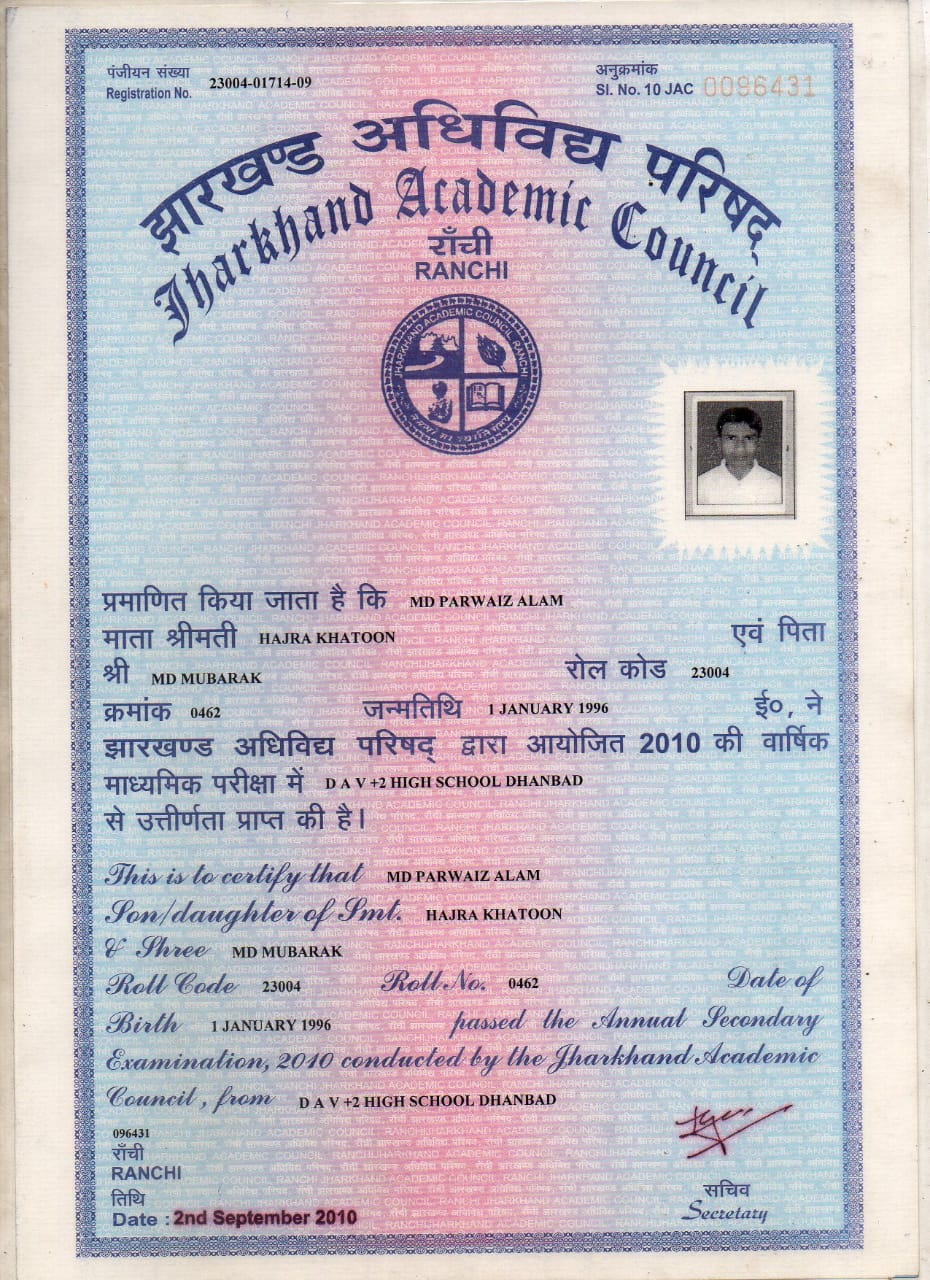 पंजीयन संख्या
Registration No. 23004-01714-09
अनुक्रमांक
Sl. No. 10 JAC 0096431
झारखण्ड अधिविद्य परिषद्
Jharkhand Academic Council
राँची
RANCHI
JHARKHAND ACADEMIC COUNCIL, RANCHI
प्रमाणित किया जाता है कि MD PARWAIZ ALAM
माता श्रीमती HAJRA KHATOON एवं पिता
श्री MD MUBARAK रोल कोड 23004
क्रमांक 0462 जन्मतिथि 1 JANUARY 1996 ई०, ने
झारखण्ड अधिविद्य परिषद् द्वारा आयोजित 2010 की वार्षिक
माध्यमिक परीक्षा में D A V +2 HIGH SCHOOL DHANBAD
से उत्तीर्णता प्राप्त की है।
This is to certify that MD PARWAIZ ALAM
Son/daughter of Smt. HAJRA KHATOON
& Shree MD MUBARAK
Roll Code 23004 Roll No. 0462 Date of
Birth 1 JANUARY 1996 passed the Annual Secondary
Examination, 2010 conducted by the Jharkhand Academic
Council, from D A V +2 HIGH SCHOOL DHANBAD
096431
राँची
RANCHI
तिथि
Date : 2nd September 2010
सचिव
Secretary